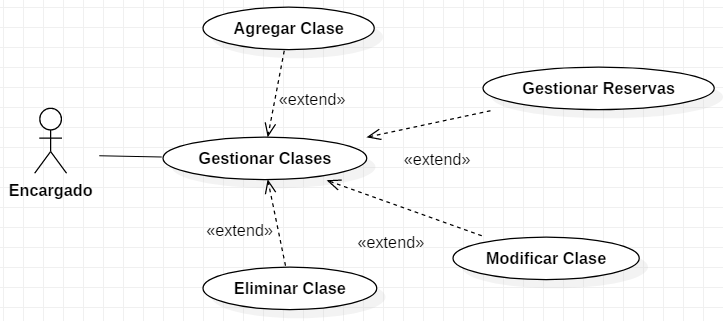 Agregar Clase
Gestionar Reservas
«extend»
Gestionar Clases
«extend»
Encargado
«extend»
«extend»
Modificar Clase
Eliminar Clase